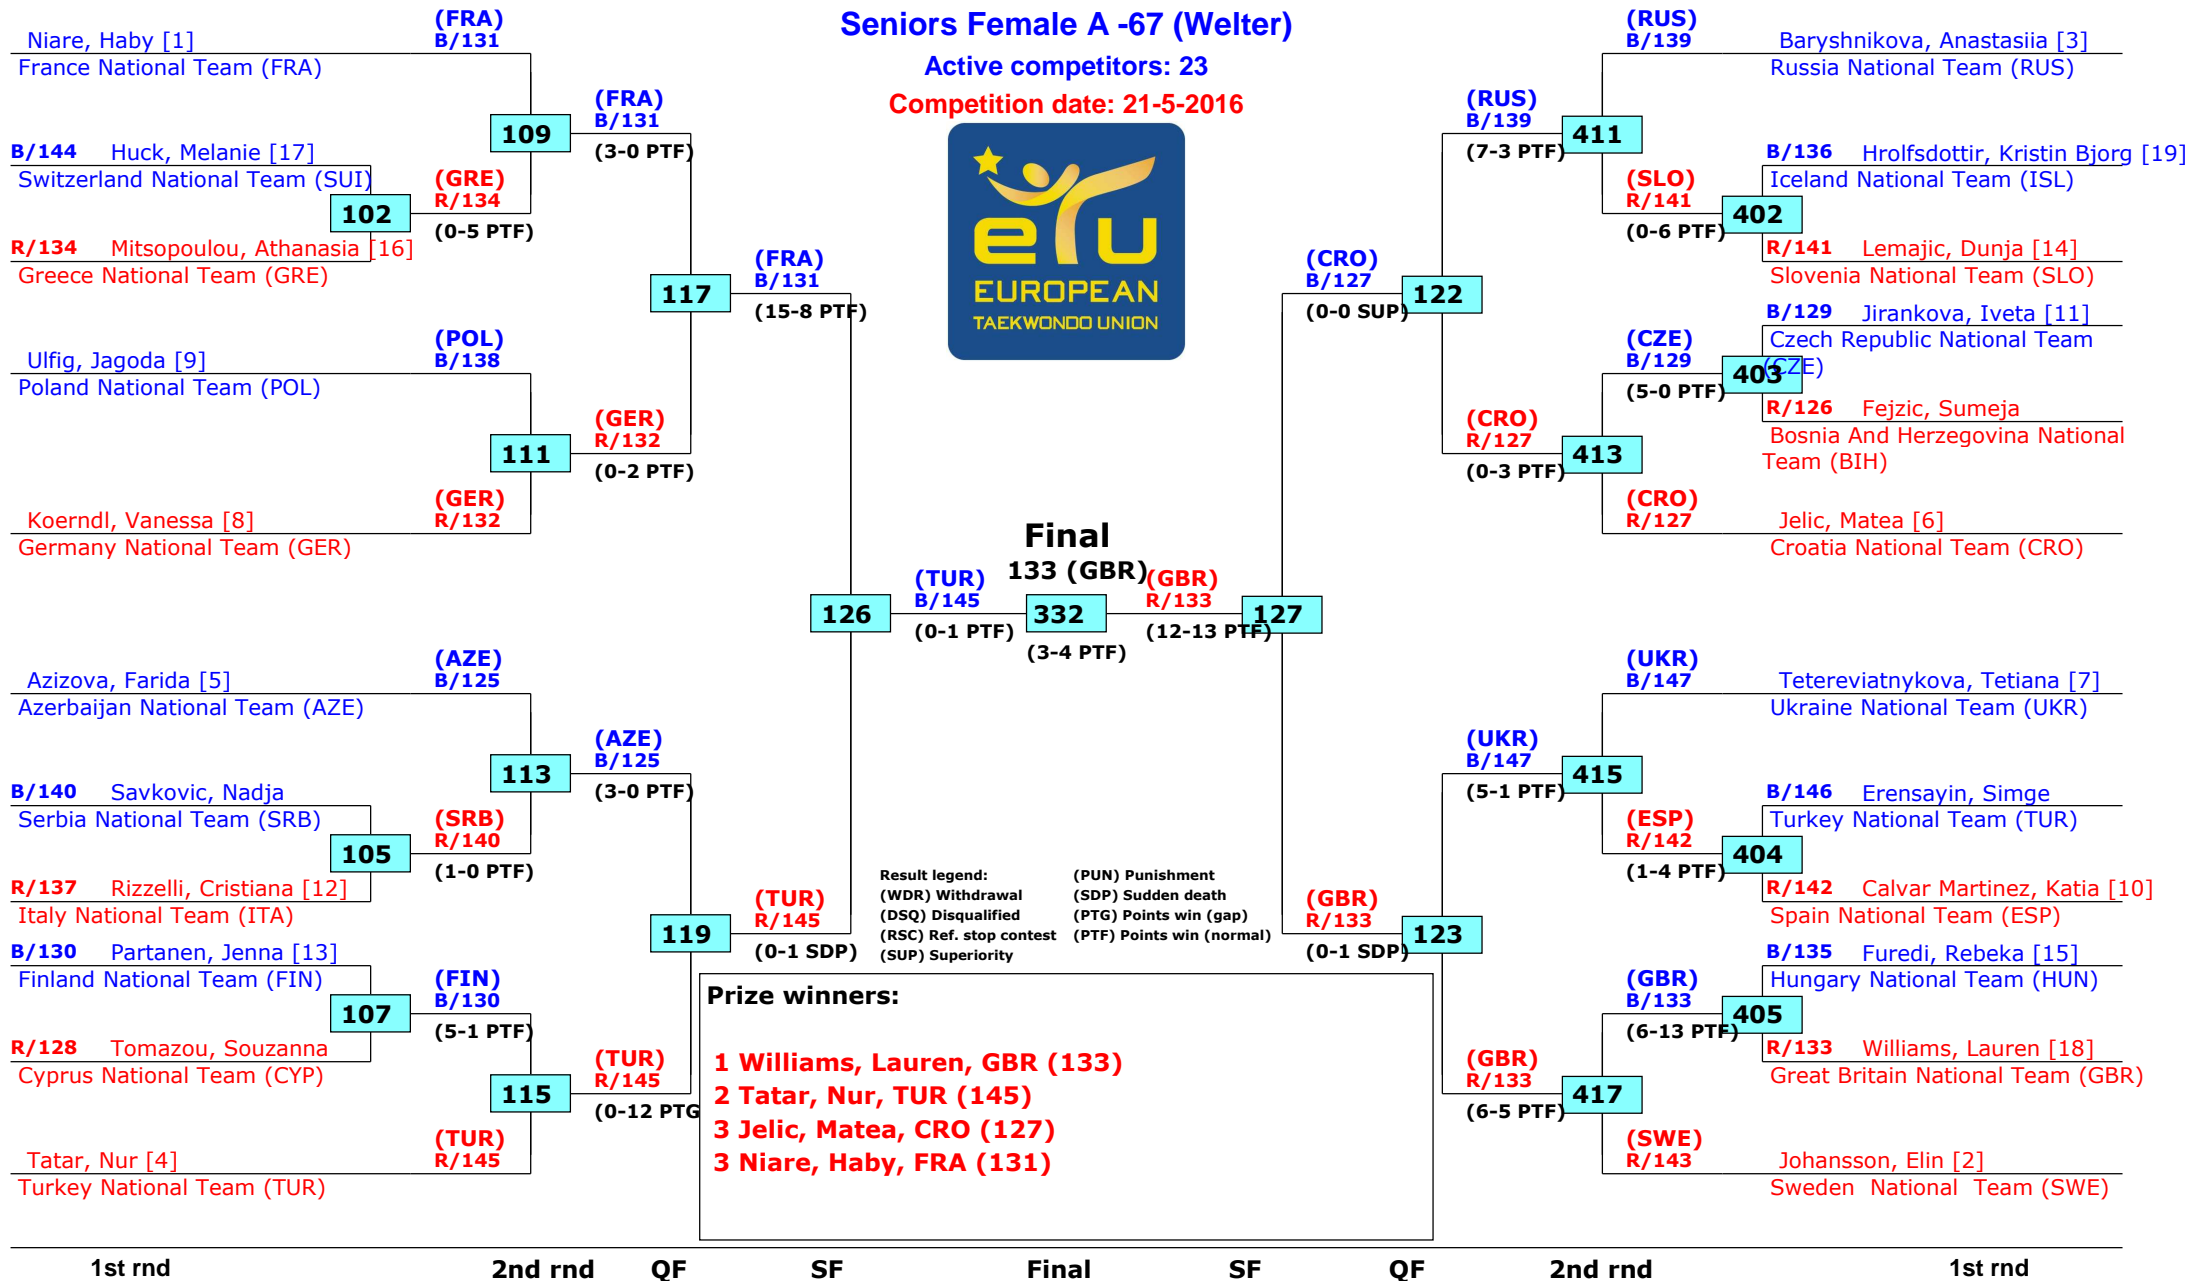 Seniors Female A -67 (Welter)
Active competitors: 23
Competition date: 21-5-2016
eTU
EUROPEAN
TAEKWONDO UNION
Niare, Haby [1]
France National Team (FRA)
(FRA)
B/131
B/144 Huck, Melanie [17]
Switzerland National Team (SUI)
102
R/134 Mitsopoulou, Athanasia [16]
Greece National Team (GRE)
(GRE)
R/134
(0-5 PTF)
109
(FRA)
B/131
(3-0 PTF)
Ulfig, Jagoda [9]
Poland National Team (POL)
(POL)
B/138
111
Koerndl, Vanessa [8]
Germany National Team (GER)
(GER)
R/132
(GER)
R/132
(0-2 PTF)
117
(FRA)
B/131
(15-8 PTF)
Azizova, Farida [5]
Azerbaijan National Team (AZE)
(AZE)
B/125
B/140 Savkovic, Nadja
Serbia National Team (SRB)
105
R/137 Rizzelli, Cristiana [12]
Italy National Team (ITA)
(SRB)
R/140
(1-0 PTF)
113
(AZE)
B/125
(3-0 PTF)
B/130 Partanen, Jenna [13]
Finland National Team (FIN)
107
R/128 Tomazou, Souzanna
Cyprus National Team (CYP)
(FIN)
B/130
(5-1 PTF)
115
Tatar, Nur [4]
Turkey National Team (TUR)
(TUR)
R/145
(TUR)
R/145
(0-12 PTG
119
(TUR)
R/145
(0-1 SDP)
126
(TUR)
B/145
(0-1 PTF)
Final
133 (GBR)
332
(3-4 PTF)
(GBR)
R/133
(12-13 PTF)
127
(CRO)
B/127
(0-0 SUP)
122
(RUS)
B/139
(7-3 PTF)
411
(RUS)
B/139
Baryshnikova, Anastasiia [3]
Russia National Team (RUS)
(SLO)
R/141
(0-6 PTF)
402
B/136 Hrolfsdottir, Kristin Bjorg [19]
Iceland National Team (ISL)
R/141 Lemajic, Dunja [14]
Slovenia National Team (SLO)
(CRO)
R/127
(0-3 PTF)
413
(CZE)
B/129
(5-0 PTF)
403
B/129 Jirankova, Iveta [11]
Czech Republic National Team
(CZE)
R/126 Fejzic, Sumeja
Bosnia And Herzegovina National
Team (BIH)
(CRO)
R/127
Jelic, Matea [6]
Croatia National Team (CRO)
(GBR)
R/133
(0-1 SDP)
123
(UKR)
B/147
(5-1 PTF)
415
(UKR)
B/147
Tetereviatnykova, Tetiana [7]
Ukraine National Team (UKR)
(ESP)
R/142
(1-4 PTF)
404
B/146 Erensayin, Simge
Turkey National Team (TUR)
R/142 Calvar Martinez, Katia [10]
Spain National Team (ESP)
(GBR)
R/133
(6-5 PTF)
417
(GBR)
B/133
(6-13 PTF)
405
B/135 Furedi, Rebeka [15]
Hungary National Team (HUN)
R/133 Williams, Lauren [18]
Great Britain National Team (GBR)
(SWE)
R/143
Johansson, Elin [2]
Sweden National Team (SWE)
Result legend: (PUN) Punishment
(WDR) Withdrawal (SDP) Sudden death
(DSQ) Disqualified (PTG) Points win (gap)
(RSC) Ref. stop contest (PTF) Points win (normal)
(SUP) Superiority
Prize winners:
1 Williams, Lauren, GBR (133)
2 Tatar, Nur, TUR (145)
3 Jelic, Matea, CRO (127)
3 Niare, Haby, FRA (131)
1st rnd 2nd rnd QF SF Final SF QF 2nd rnd 1st rnd